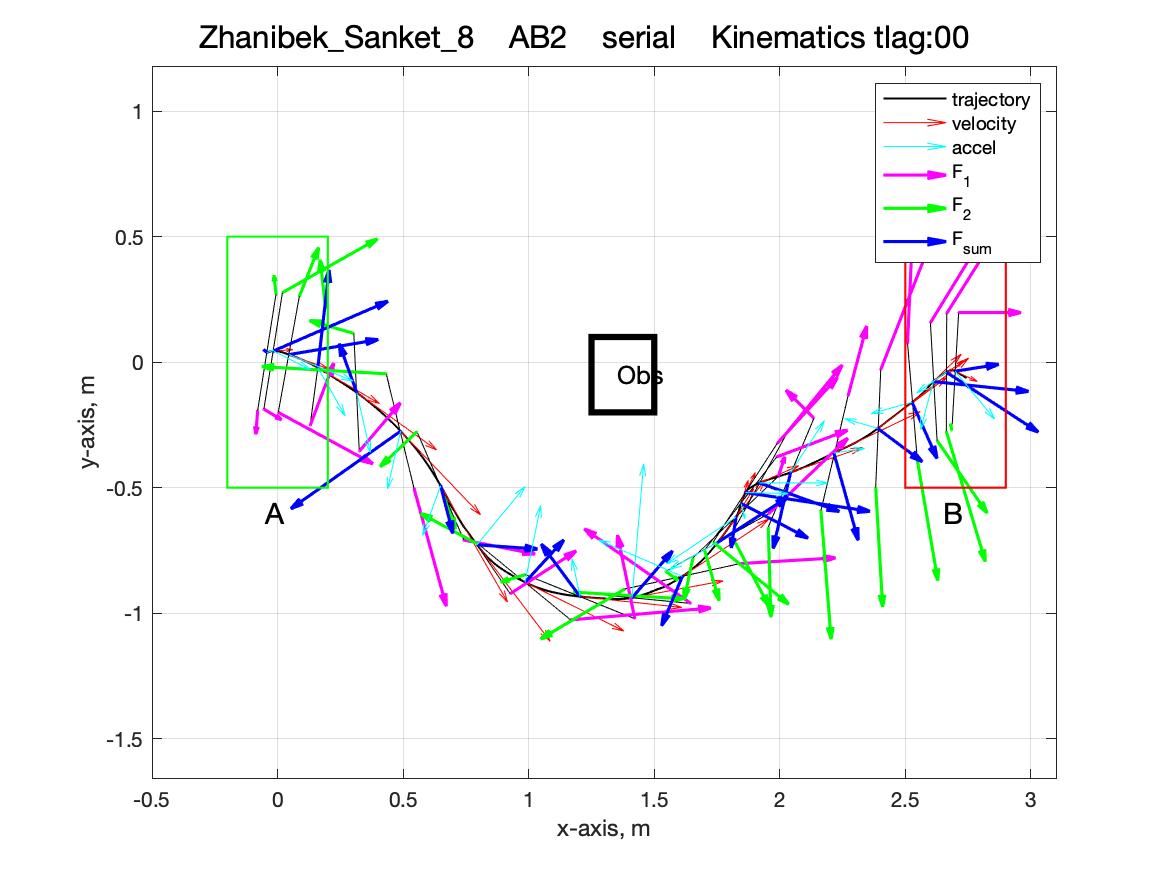 Zhanibek_Sanket_8 AB2 serial Kinematics tlag:00
trajectory
velocity
accel
F1
F2
Fsum
1
0.5
0
-0.5
-1
-1.5
y-axis, m
A
Obs
B
-0.5 0 0.5 1 1.5 2 2.5 3
x-axis, m